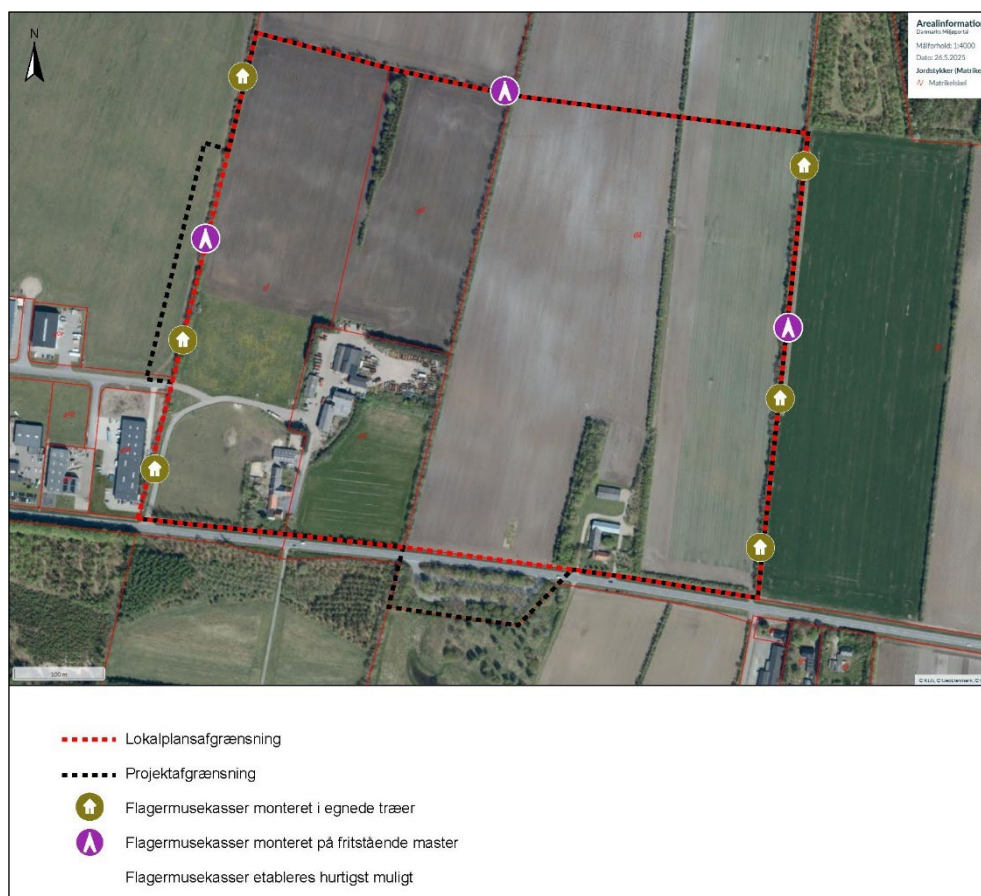 N
Arealinformation
Danmarks Miljøportal
Målforhold: 1:4000
Dato: 26.5.2025
Jordstykker (Matrike
Matrikelskel
100 m
Lokalplansafgrænsning
Projektafgrænsning
Flagermusekasser monteret i egnede træer
Flagermusekasser monteret på fritstående master
Flagermusekasser etableres hurtigst muligt